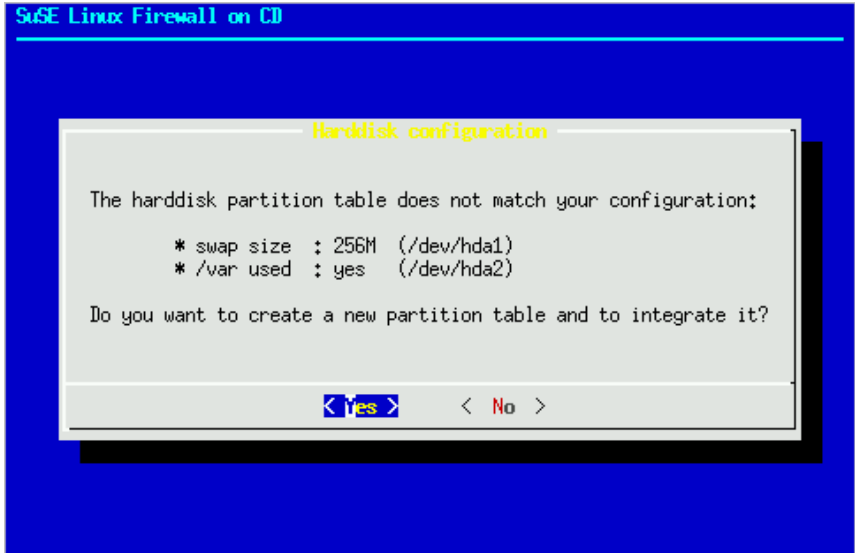 SuSE Linux Firewall on CD
Harddisk configuration
The harddisk partition table does not match your configuration:
* swap size : 256M (/dev/hda1)
* /var used : yes (/dev/hda2)
Do you want to create a new partition table and to integrate it?
< Yes > < No >